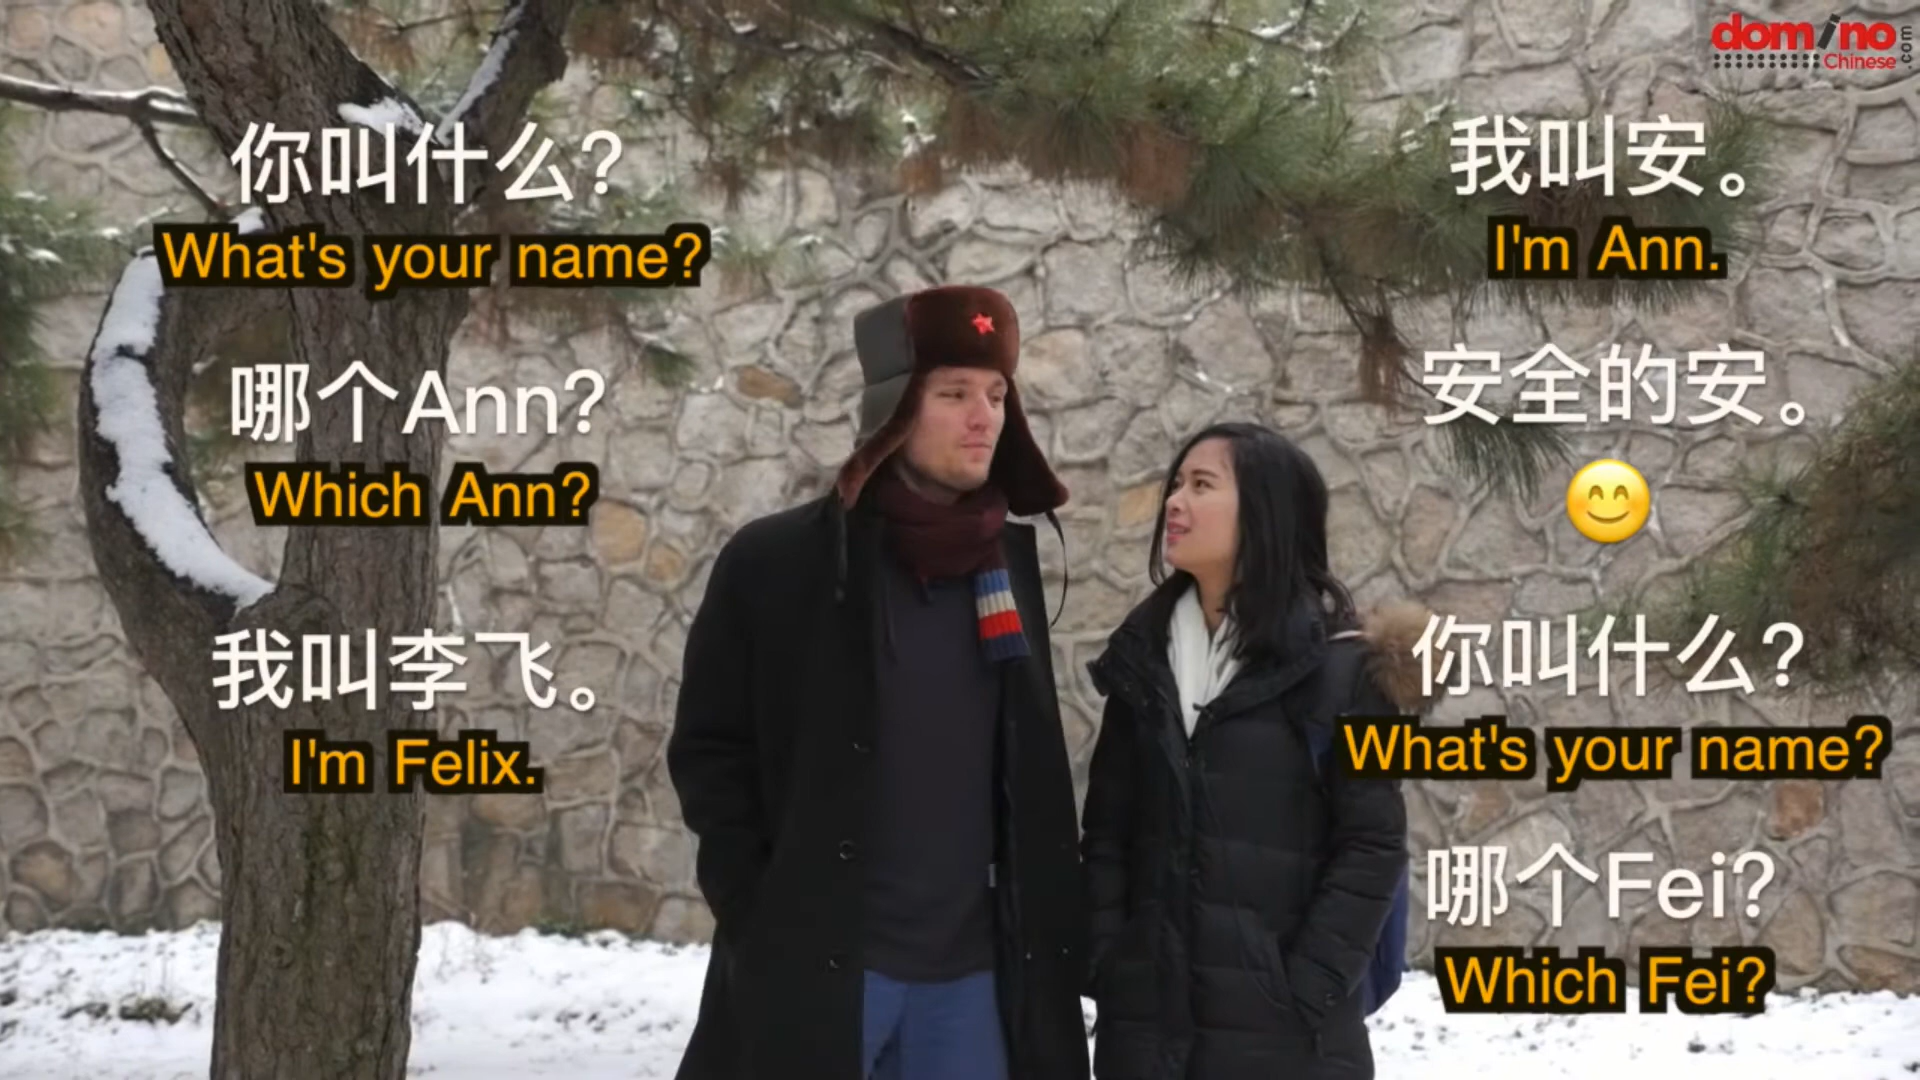 domino
Chinese
.com
你叫什么?
What's your name?
我叫安。
I'm Ann.
哪个Ann?
Which Ann?
安全的安。
我叫李飞。
I'm Felix.
你叫什么?
What's your name?
哪个Fei?
Which Fei?